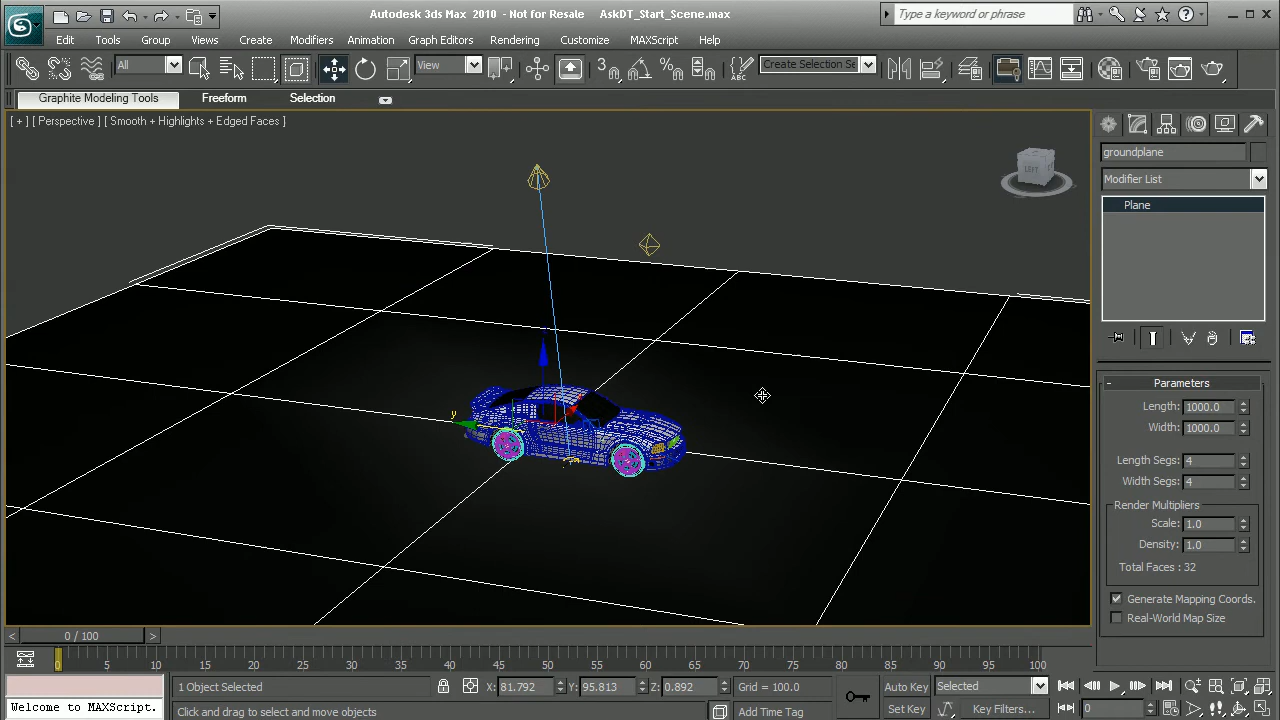 Autodesk 3ds Max 2010 - Not for Resale AskDT_Start_Scene.max
Type a keyword or phrase
Edit Tools Group Views Create Modifiers Animation Graph Editors Rendering Customize MAXScript Help
All View Create Selection Se
Graphite Modeling Tools Freeform Selection
[ + ] [ Perspective ] [ Smooth + Highlights + Edged Faces ]
LEFT
y
groundplane
Modifier List
Plane
- Parameters
Length: 1000.0
Width: 1000.0
Length Segs: 4
Width Segs: 4
Render Multipliers
Scale: 1.0
Density: 1.0
Total Faces : 32
Generate Mapping Coords.
Real-World Map Size
< 0 / 100 >
0 5 10 15 20 25 30 35 40 45 50 55 60 65 70 75 80 85 90 95 100
1 Object Selected X: 81.792 Y: 95.813 Z: 0.892 Grid = 100.0 Auto Key Selected
Welcome to MAXScript. Click and drag to select and move objects Add Time Tag Set Key Key Filters... 0